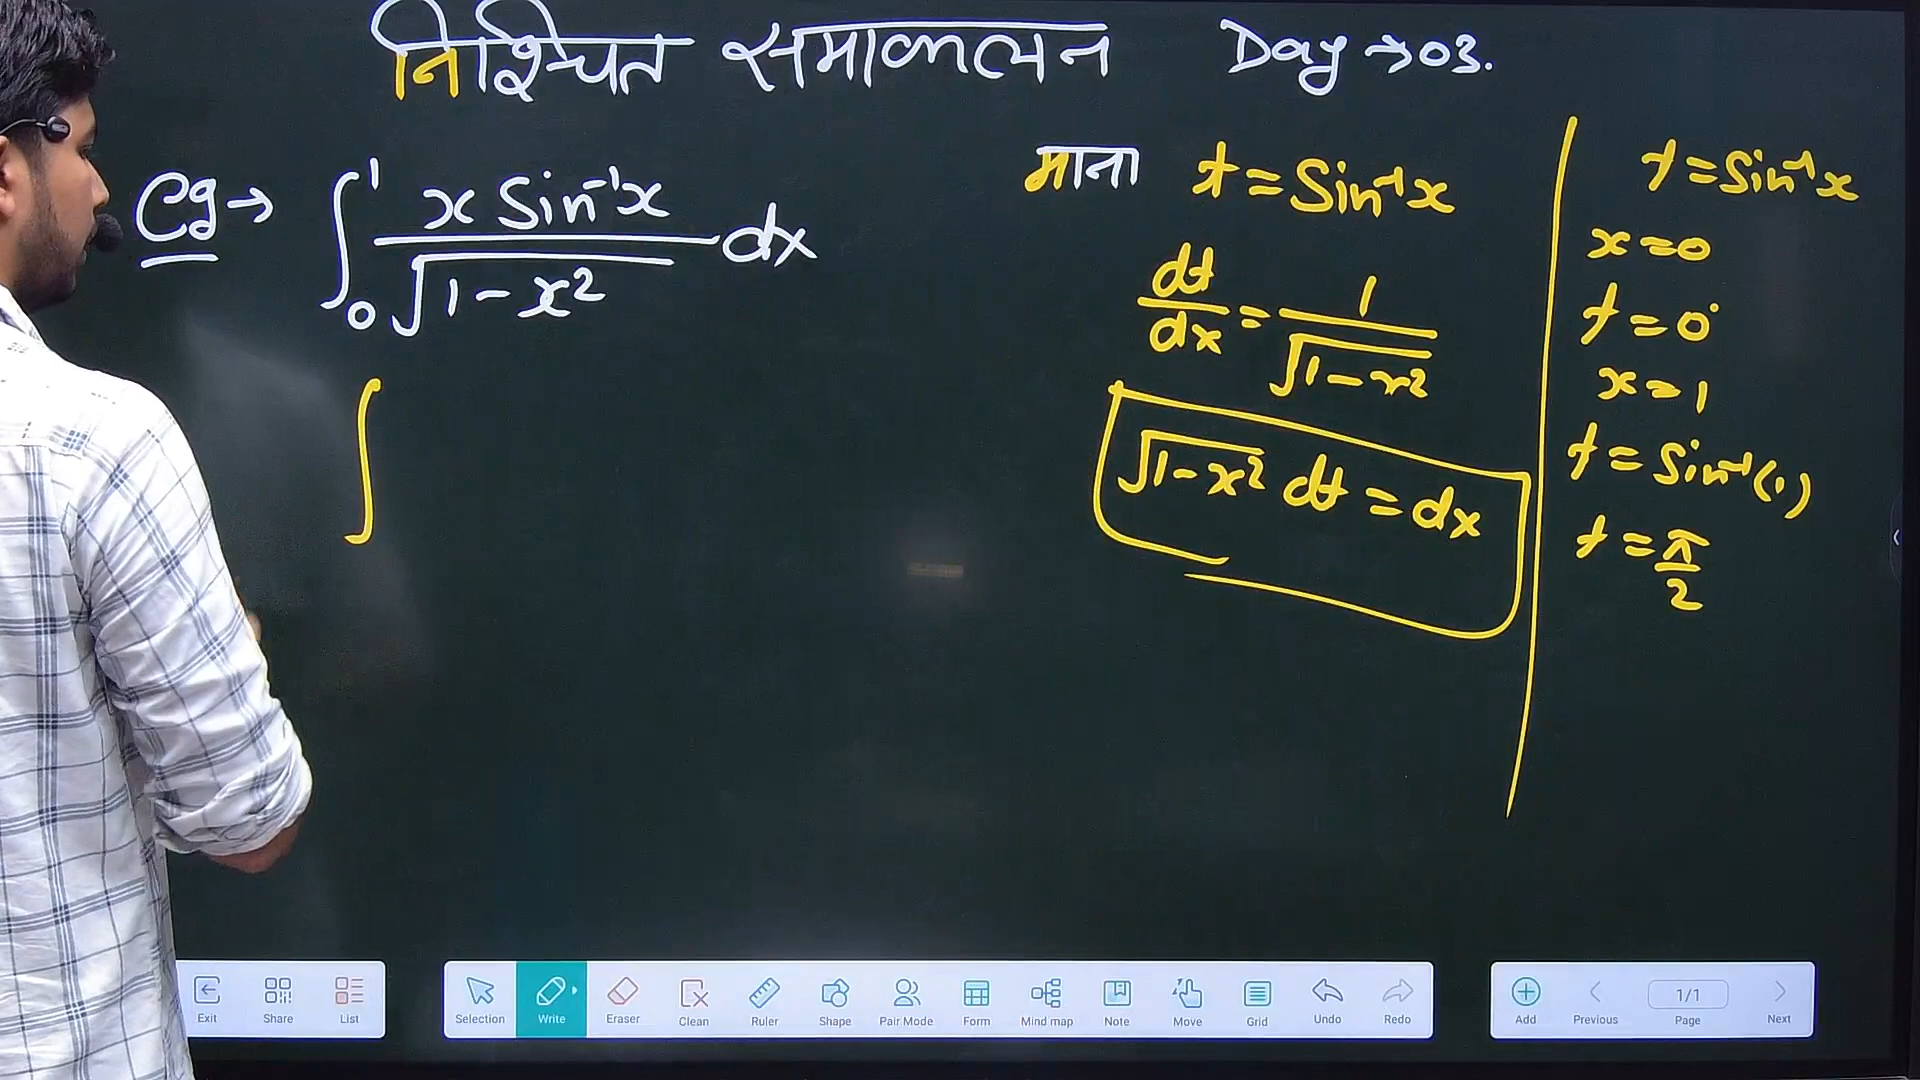 निश्चित समाकलन Day → 03.
Eg → ∫₀¹ x Sin⁻¹x / √(1-x²) dx
∫
माना t = Sin⁻¹x
dt/dx = 1/√(1-x²)
√(1-x²) dt = dx
t = Sin⁻¹x
x = 0
t = 0
x = 1
t = Sin⁻¹(1)
t = π/2
Exit Share List Selection Write Eraser Clean Ruler Shape Pair Mode Form Mind map Note Move Grid Undo Redo Add Previous 1/1 Page Next